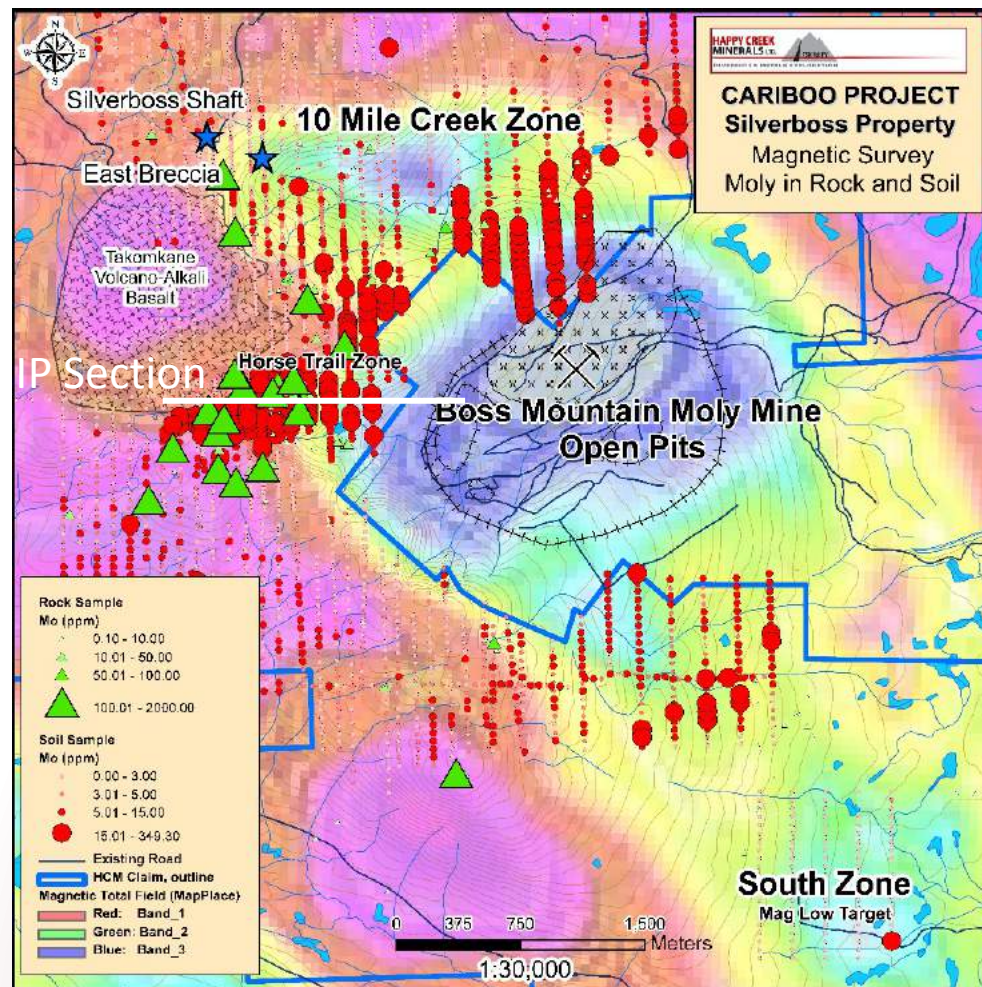 N
W E
S
HAPPY CREEK
MINERALS LTD.
CARIBOO PROJECT
Silverboss Property
Magnetic Survey
Moly in Rock and Soil
Silverboss Shaft
10 Mile Creek Zone
East Breccia
Takomkane
Volcano-Alkali
Basalt
IP Section
Horse Trail Zone
Boss Mountain Moly Mine
Open Pits
Rock Sample
Mo (ppm)
0.10 - 10.00
10.01 - 50.00
50.01 - 100.00
100.01 - 2000.00
Soil Sample
Mo (ppm)
0.00 - 3.00
3.01 - 5.00
5.01 - 15.00
15.01 - 349.30
Existing Road
HCM Claim, outline
Magnetic Total Field (MapPlace)
Red: Band_1
Green: Band_2
Blue: Band_3
South Zone
Mag Low Target
0 375 750 1,500
Meters
1:30,000